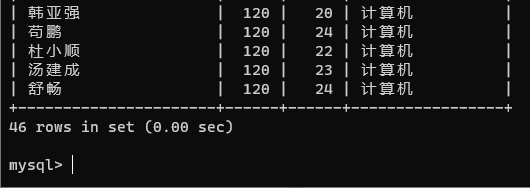 | 韩亚强 | 120 | 20 | 计算机 |
| 苟鹏 | 120 | 24 | 计算机 |
| 杜小顺 | 120 | 22 | 计算机 |
| 汤建成 | 120 | 23 | 计算机 |
| 舒畅 | 120 | 24 | 计算机 |
+----------------------+------+------+-----------------+
46 rows in set (0.00 sec)
mysql>